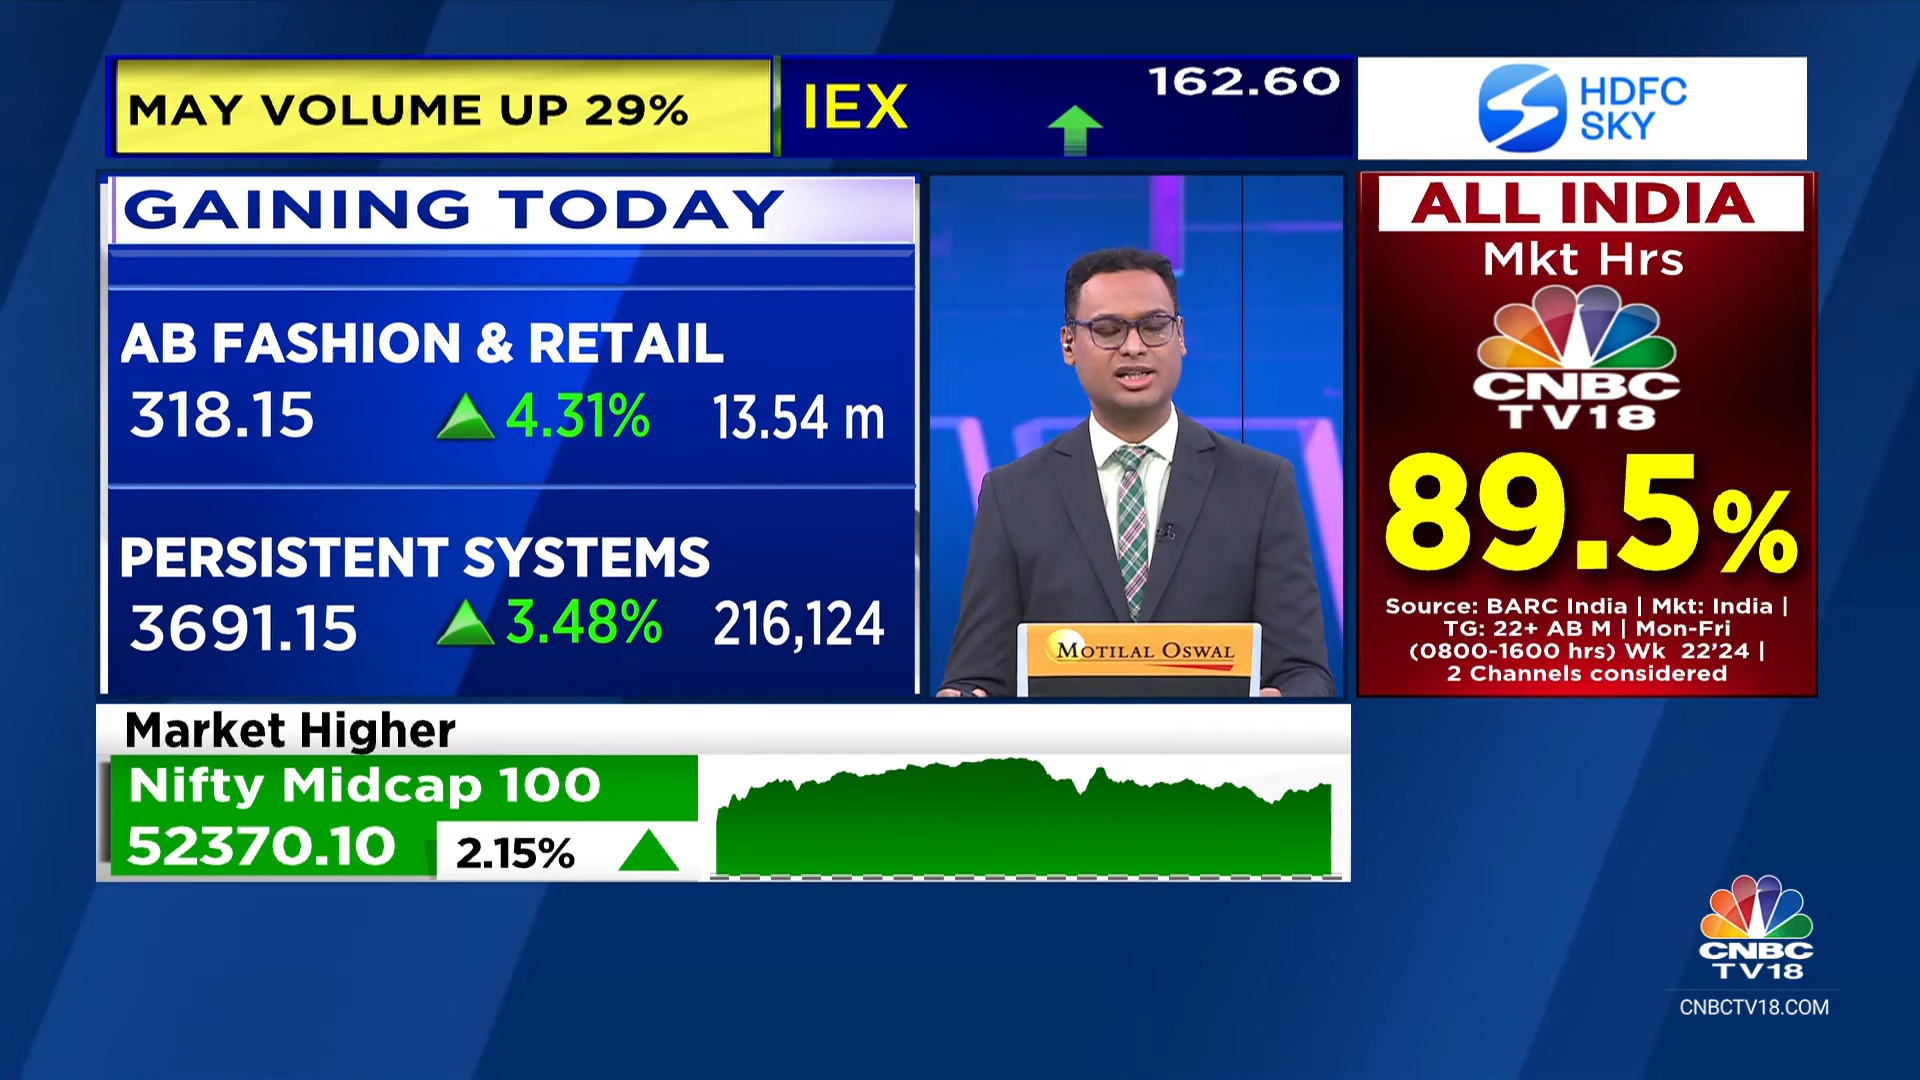 MAY VOLUME UP 29%
IEX
162.60
HDFC
SKY
GAINING TODAY
AB FASHION & RETAIL
318.15 4.31% 13.54 m
PERSISTENT SYSTEMS
3691.15 3.48% 216,124
MOTILAL OSWAL
ALL INDIA
Mkt Hrs
CNBC
TV18
89.5%
Source: BARC India | Mkt: India |
TG: 22+ AB M | Mon-Fri
(0800-1600 hrs) Wk 22'24 |
2 Channels considered
Market Higher
Nifty Midcap 100
52370.10 2.15%
CNBC
TV18
CNBCTV18.COM